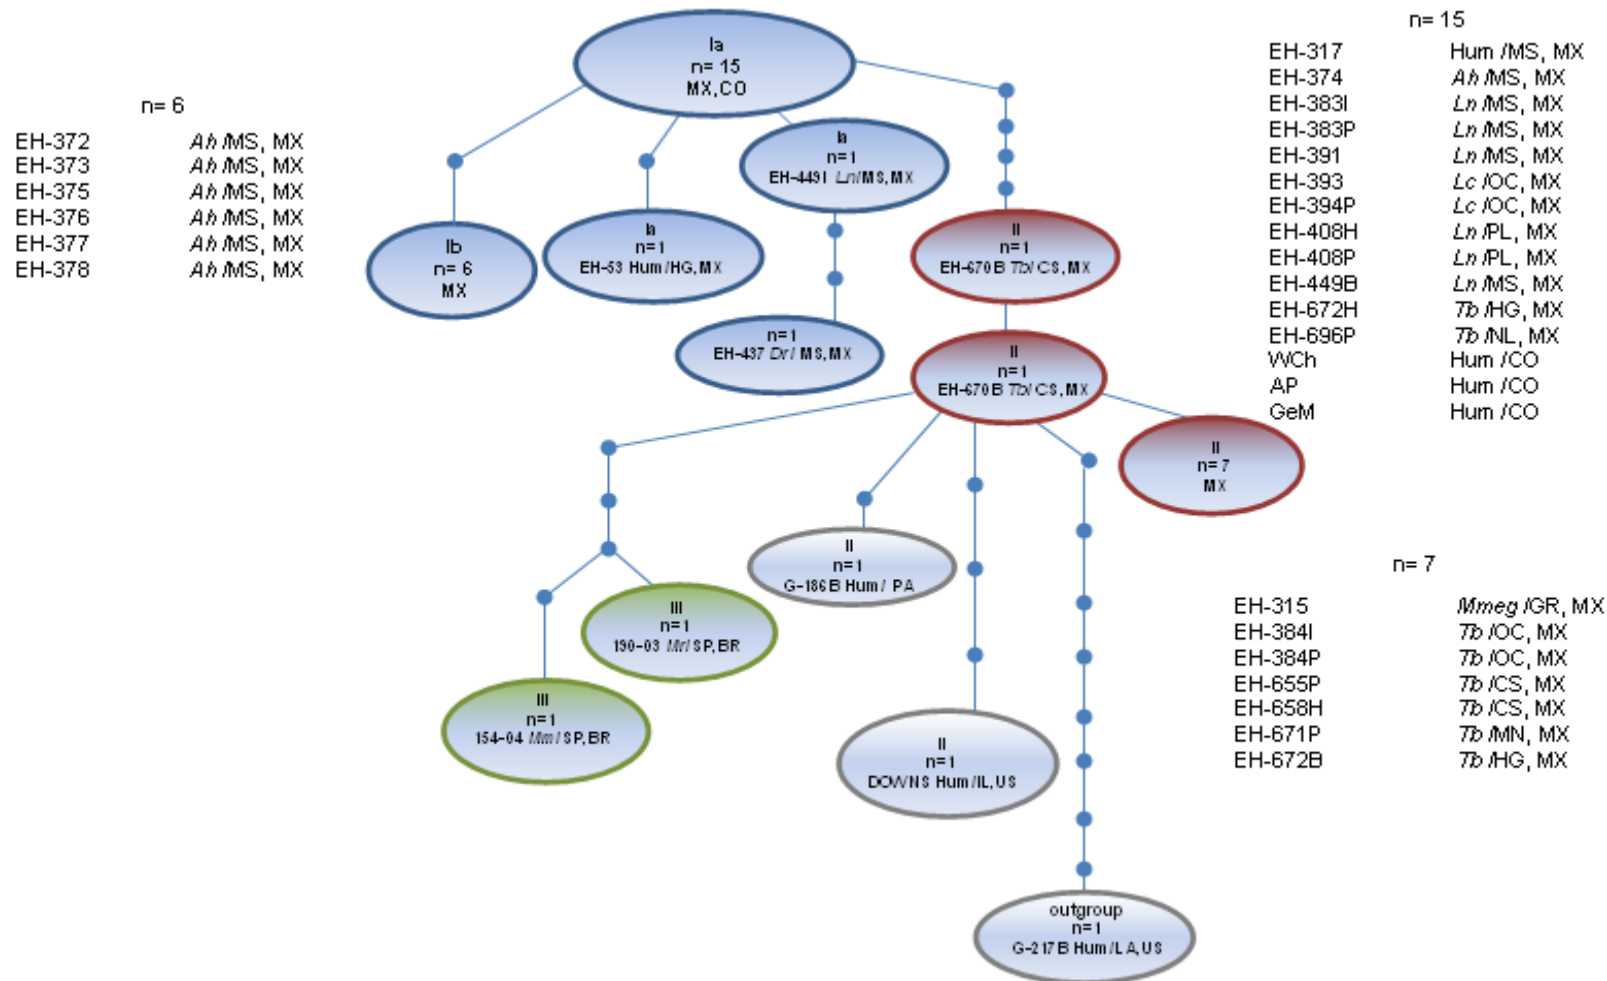 n= 6
EH-372 Ah /MS, MX
EH-373 Ah /MS, MX
EH-375 Ah /MS, MX
EH-376 Ah /MS, MX
EH-377 Ah /MS, MX
EH-378 Ah /MS, MX
Ia
n= 15
MX, CO
Ib
n= 6
MX
Ia
n=1
EH-53 Hum /HG, MX
Ia
n=1
EH-449I Ln/MS, MX
n=1
EH-437 Dr/ MS, MX
II
n=1
EH-670B Tb/ CS, MX
II
n=1
EH-670B Tb/ CS, MX
II
n= 7
MX
II
n=1
G-186B Hum / PA
III
n=1
190-03 Mr/ SP, BR
III
n=1
154-04 Mm/ SP, BR
II
n=1
DOWNS Hum /IL, US
outgroup
n=1
G-217B Hum /LA, US
n= 15
EH-317 Hum /MS, MX
EH-374 Ah /MS, MX
EH-383I Ln /MS, MX
EH-383P Ln /MS, MX
EH-391 Ln /MS, MX
EH-393 Lc /OC, MX
EH-394P Lc /OC, MX
EH-408H Ln /PL, MX
EH-408P Ln /PL, MX
EH-449B Ln /MS, MX
EH-672H Tb /HG, MX
EH-696P Tb /NL, MX
WCh Hum /CO
AP Hum /CO
GeM Hum /CO
n= 7
EH-315 Mmeg /GR, MX
EH-384I Tb /OC, MX
EH-384P Tb /OC, MX
EH-655P Tb /CS, MX
EH-658H Tb /CS, MX
EH-671P Tb /MN, MX
EH-672B Tb /HG, MX